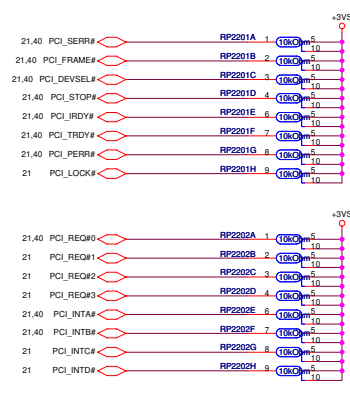 +3VS
21,40 PCI_SERR# RP2201A 1 10kOhm 5
10
21,40 PCI_FRAME# RP2201B 2 10kOhm 5
10
21,40 PCI_DEVSEL# RP2201C 3 10kOhm 5
10
21,40 PCI_STOP# RP2201D 4 10kOhm 5
10
21,40 PCI_IRDY# RP2201E 6 10kOhm 5
10
21,40 PCI_TRDY# RP2201F 7 10kOhm 5
10
21,40 PCI_PERR# RP2201G 8 10kOhm 5
10
21 PCI_LOCK# RP2201H 9 10kOhm 5
10
+3VS
21,40 PCI_REQ#0 RP2202A 1 10kOhm 5
10
21 PCI_REQ#1 RP2202B 2 10kOhm 5
10
21 PCI_REQ#2 RP2202C 3 10kOhm 5
10
21 PCI_REQ#3 RP2202D 4 10kOhm 5
10
21,40 PCI_INTA# RP2202E 6 10kOhm 5
10
21,40 PCI_INTB# RP2202F 7 10kOhm 5
10
21 PCI_INTC# RP2202G 8 10kOhm 5
10
21 PCI_INTD# RP2202H 9 10kOhm 5
10